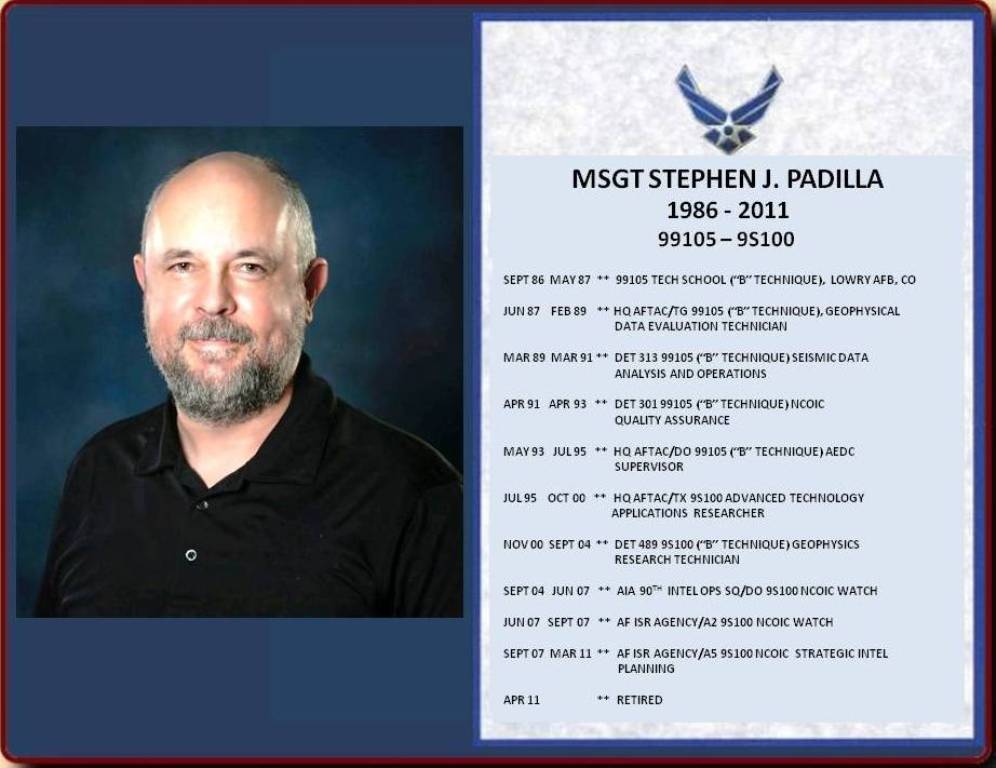 MSGT STEPHEN J. PADILLA
1986 - 2011
99105 – 9S100
SEPT 86 MAY 87 ** 99105 TECH SCHOOL ("B" TECHNIQUE), LOWRY AFB, CO
JUN 87 FEB 89 ** HQ AFTAC/TG 99105 ("B" TECHNIQUE), GEOPHYSICAL
DATA EVALUATION TECHNICIAN
MAR 89 MAR 91 ** DET 313 99105 ("B" TECHNIQUE) SEISMIC DATA
ANALYSIS AND OPERATIONS
APR 91 APR 93 ** DET 301 99105 ("B" TECHNIQUE) NCOIC
QUALITY ASSURANCE
MAY 93 JUL 95 ** HQ AFTAC/DO 99105 ("B" TECHNIQUE) AEDC
SUPERVISOR
JUL 95 OCT 00 ** HQ AFTAC/TX 9S100 ADVANCED TECHNOLOGY
APPLICATIONS RESEARCHER
NOV 00 SEPT 04 ** DET 489 9S100 ("B" TECHNIQUE) GEOPHYSICS
RESEARCH TECHNICIAN
SEPT 04 JUN 07 ** AIA 90TH INTEL OPS SQ/DO 9S100 NCOIC WATCH
JUN 07 SEPT 07 ** AF ISR AGENCY/A2 9S100 NCOIC WATCH
SEPT 07 MAR 11 ** AF ISR AGENCY/A5 9S100 NCOIC STRATEGIC INTEL
PLANNING
APR 11 ** RETIRED